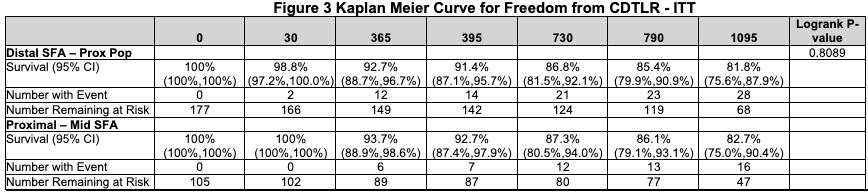 Figure 3 Kaplan Meier Curve for Freedom from CDTLR - ITT
0 30 365 395 730 790 1095 Logrank P-
value
Distal SFA – Prox Pop 0.8089
Survival (95% CI) 100% 98.8% 92.7% 91.4% 86.8% 85.4% 81.8%
(100%,100%) (97.2%,100.0%) (88.7%,96.7%) (87.1%,95.7%) (81.5%,92.1%) (79.9%,90.9%) (75.6%,87.9%)
Number with Event 0 2 12 14 21 23 28
Number Remaining at Risk 177 166 149 142 124 119 68
Proximal – Mid SFA
Survival (95% CI) 100% 100% 93.7% 92.7% 87.3% 86.1% 82.7%
(100%,100%) (100%,100%) (88.9%,98.6%) (87.4%,97.9%) (80.5%,94.0%) (79.1%,93.1%) (75.0%,90.4%)
Number with Event 0 0 6 7 12 13 16
Number Remaining at Risk 105 102 89 87 80 77 47